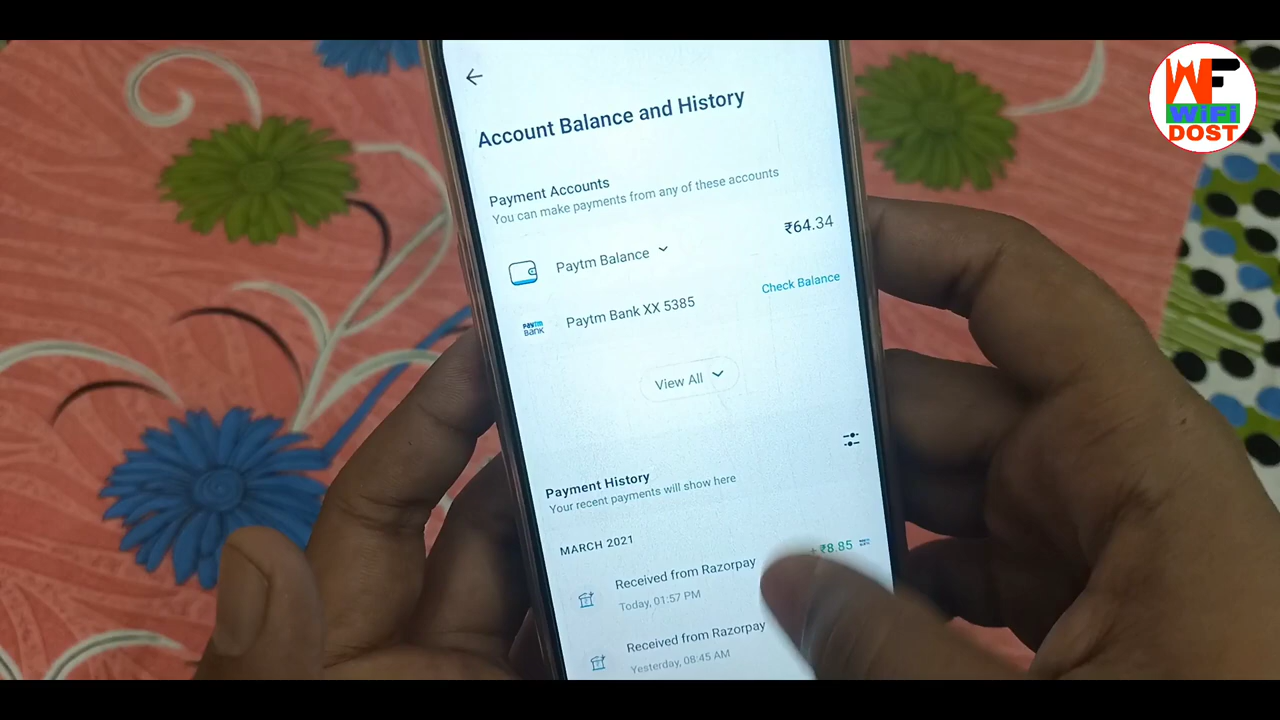 WF
WiFi
DOST
Account Balance and History
Payment Accounts
You can make payments from any of these accounts
Paytm Balance
₹64.34
Paytm Bank XX 5385
Check Balance
paytm
Bank
View All
Payment History
Your recent payments will show here
MARCH 2021
Received from Razorpay
+ ₹8.85
Today, 01:57 PM
Received from Razorpay
Yesterday, 08:45 AM